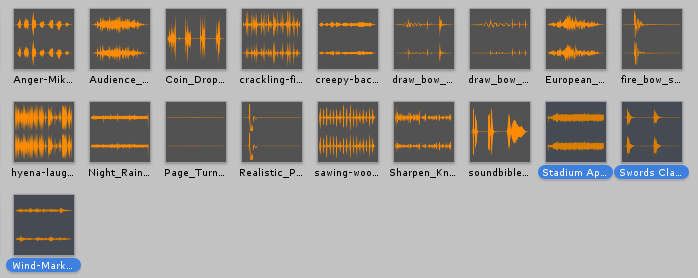 Anger-Mik...
Audience_...
Coin_Drop...
crackling-fi...
creepy-bac...
draw_bow_...
draw_bow_...
European_...
fire_bow_s...
hyena-laug...
Night_Rain...
Page_Turn...
Realistic_P...
sawing-woo...
Sharpen_Kn...
soundbible...
Stadium Ap...
Swords Cla...
Wind-Mark...